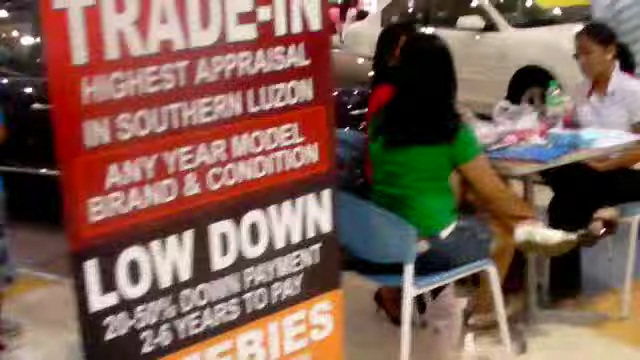 TRADE-IN
HIGHEST APPRAISAL
IN SOUTHERN LUZON
ANY YEAR MODEL
BRAND & CONDITION
LOW DOWN
20-50% DOWN PAYMENT
2-6 YEARS TO PAY
EEBIES